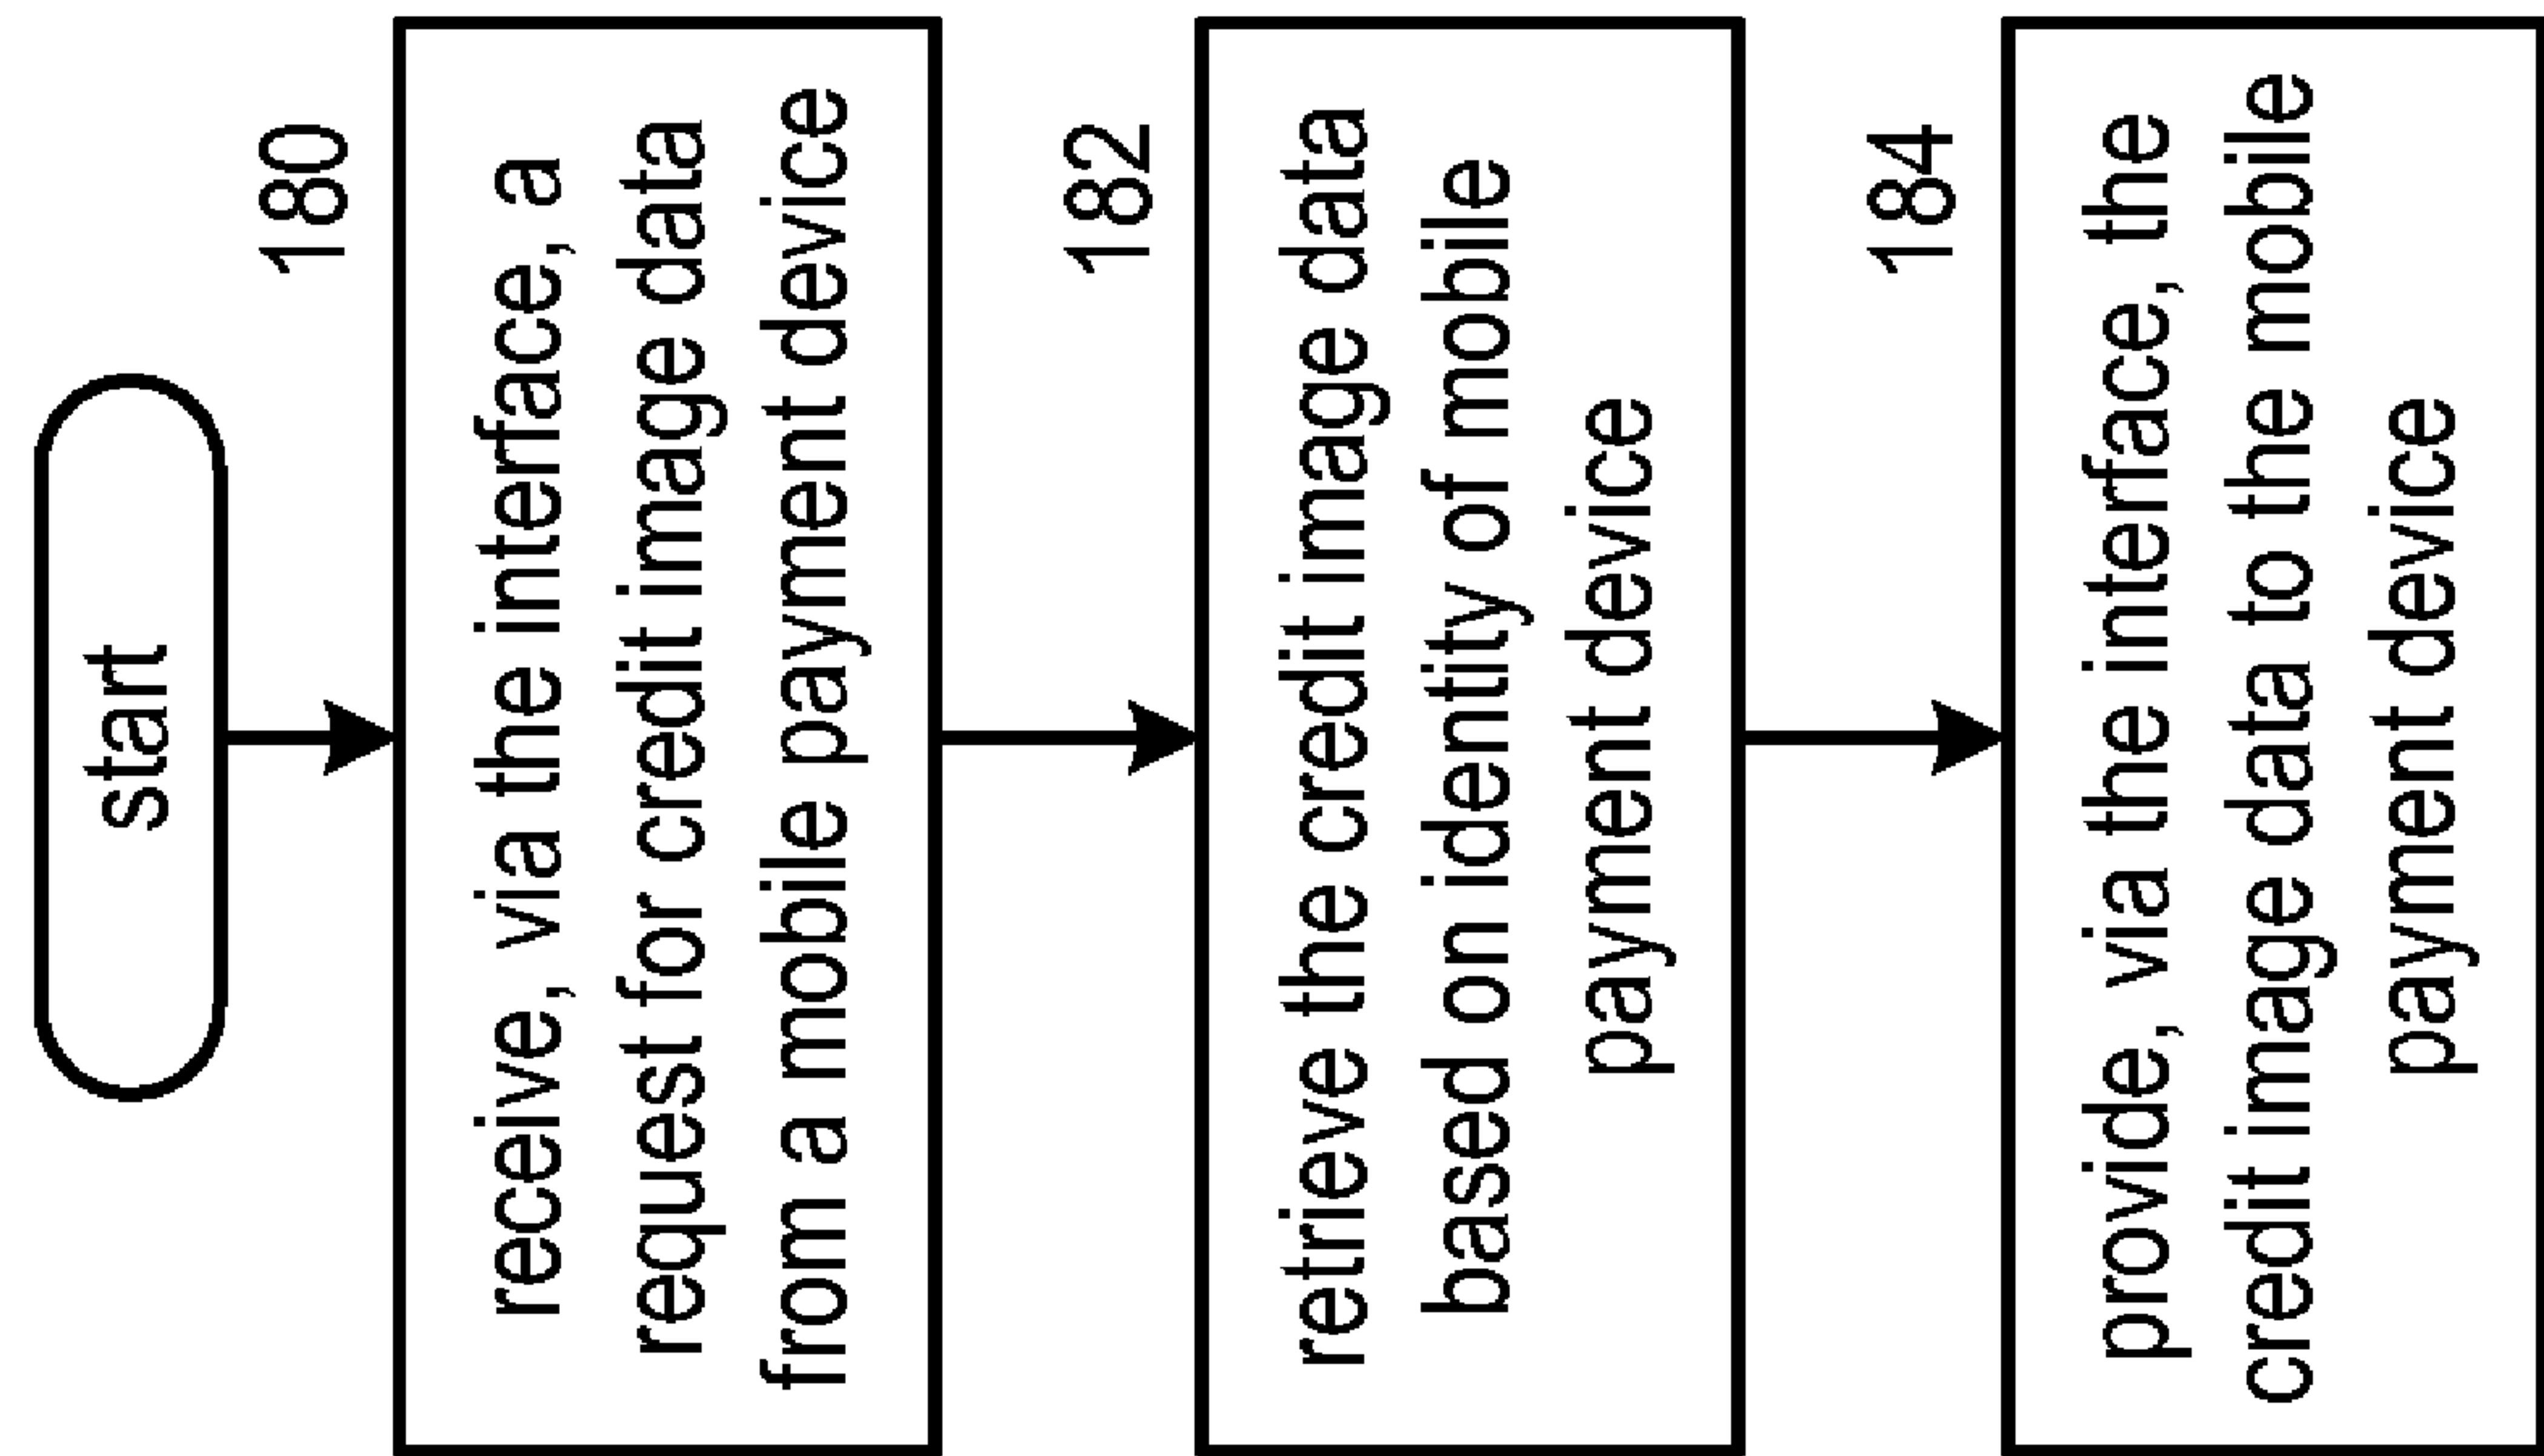 start
180
receive, via the interface, a
request for credit image data
from a mobile payment device
182
retrieve the credit image data
based on identity of mobile
payment device
184
provide, via the interface, the
credit image data to the mobile
payment device